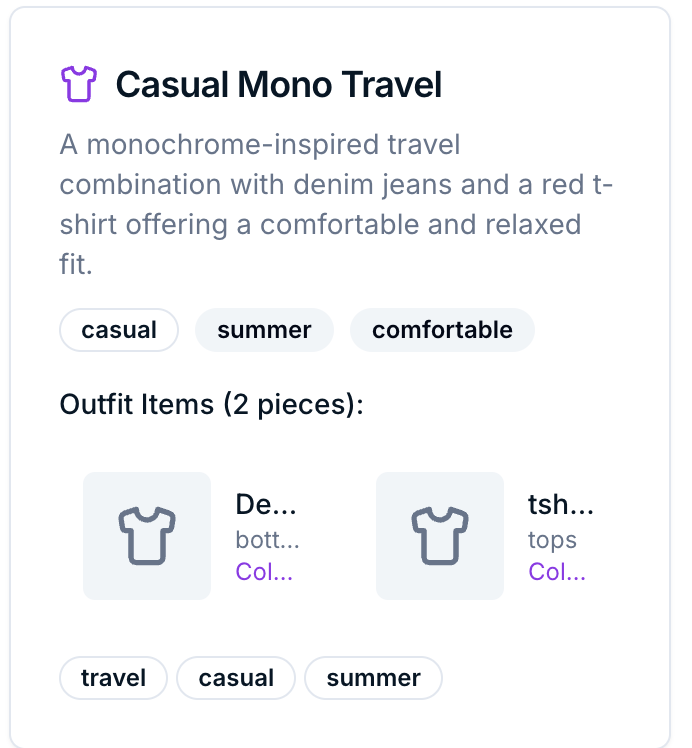 Casual Mono Travel
A monochrome-inspired travel
combination with denim jeans and a red t-
shirt offering a comfortable and relaxed
fit.
casual summer comfortable
Outfit Items (2 pieces):
De... tsh...
bott... tops
Col... Col...
travel casual summer